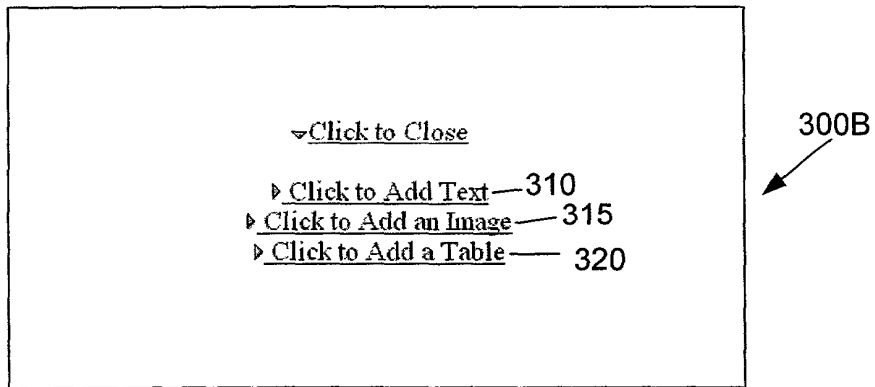 Click to Close
300B
Click to Add Text 310
Click to Add an Image 315
Click to Add a Table 320